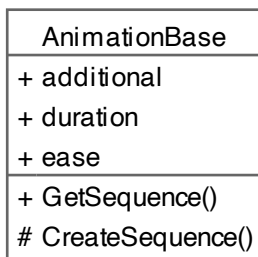 AnimationBase
+ additional
+ duration
+ ease
+ GetSequence()
# CreateSequence()